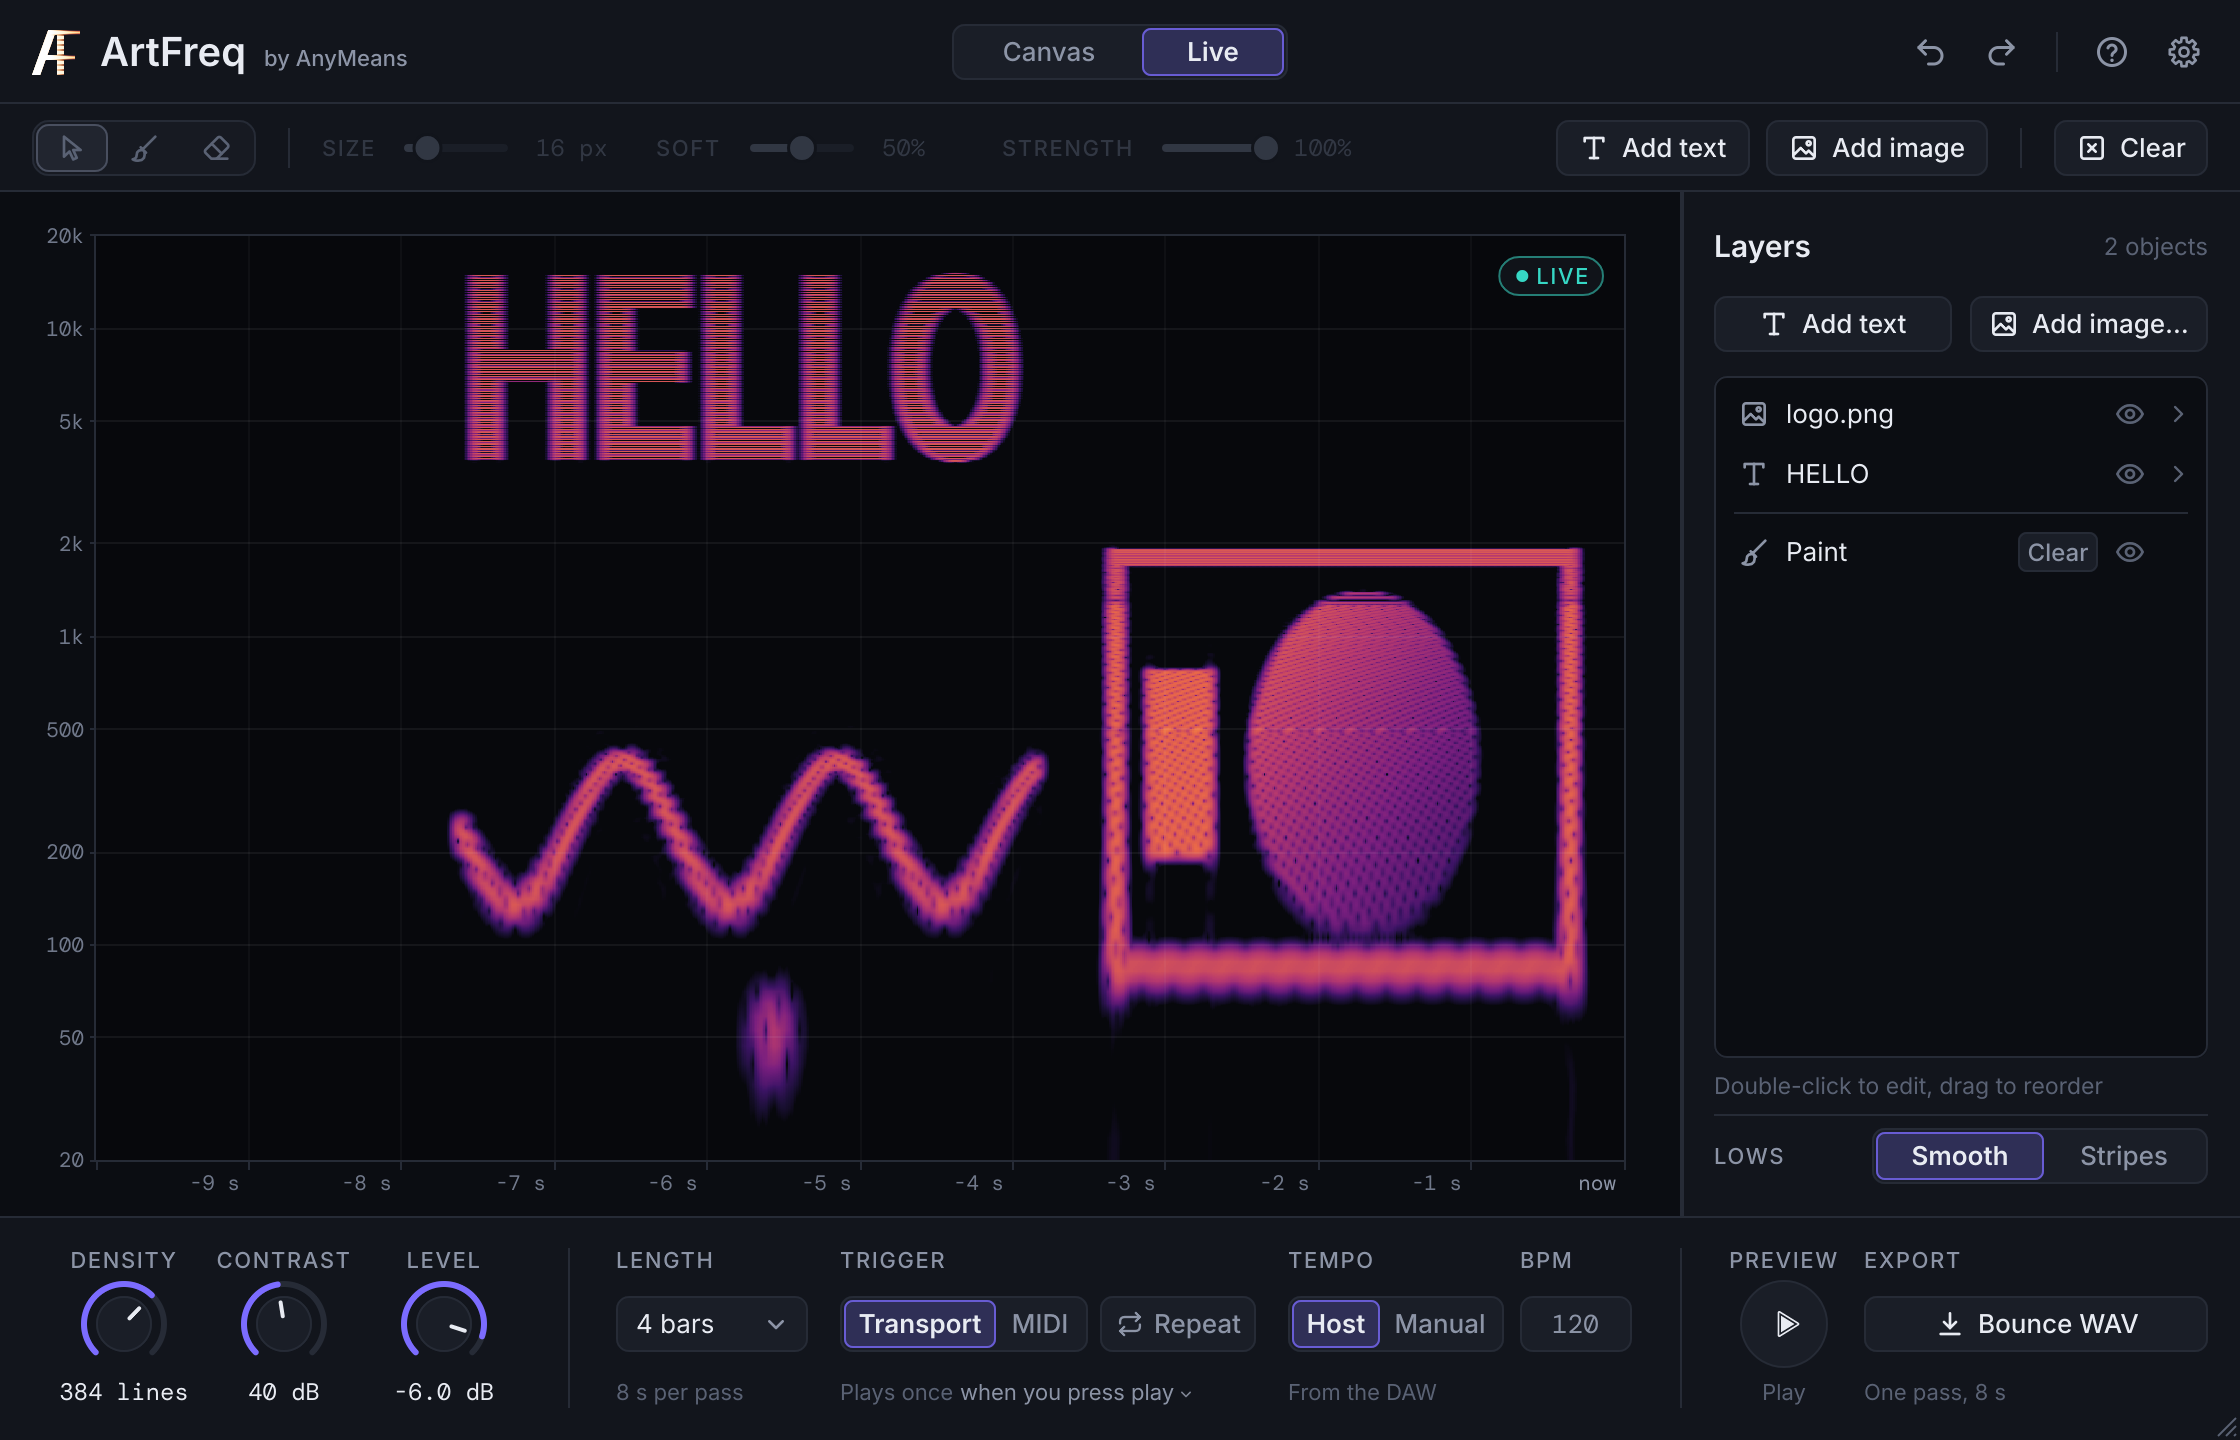 AF ArtFreq by AnyMeans
Canvas Live
SIZE 16 px SOFT 50% STRENGTH 100%
Add text Add image Clear
20k
10k
5k
2k
1k
500
200
100
50
20
HELLO
LIVE
-9 s -8 s -7 s -6 s -5 s -4 s -3 s -2 s -1 s now
Layers 2 objects
Add text Add image...
logo.png
HELLO
Paint Clear
Double-click to edit, drag to reorder
LOWS Smooth Stripes
DENSITY CONTRAST LEVEL LENGTH TRIGGER TEMPO BPM PREVIEW EXPORT
4 bars Transport MIDI Repeat Host Manual 120 Bounce WAV
384 lines 40 dB -6.0 dB 8 s per pass Plays once when you press play From the DAW Play One pass, 8 s